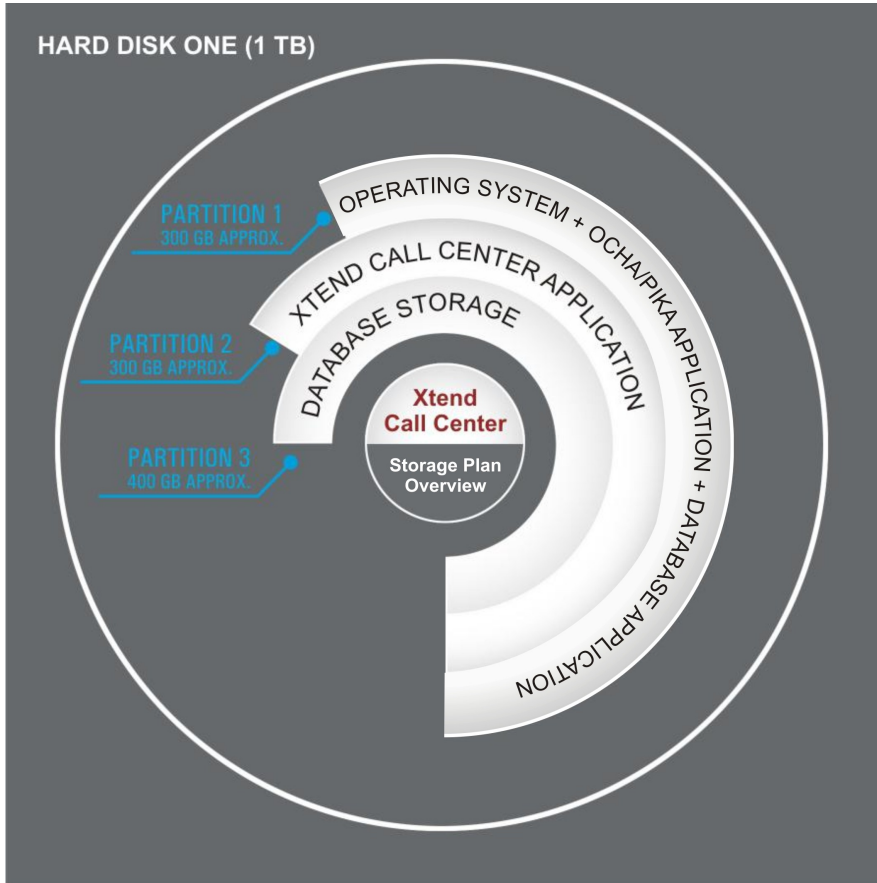 HARD DISK ONE (1 TB)
PARTITION 1
300 GB APPROX.
OPERATING SYSTEM + OCHA/PIKA APPLICATION + DATABASE APPLICATION
PARTITION 2
300 GB APPROX.
XTEND CALL CENTER APPLICATION
PARTITION 3
400 GB APPROX.
DATABASE STORAGE
Xtend
Call Center
Storage Plan
Overview